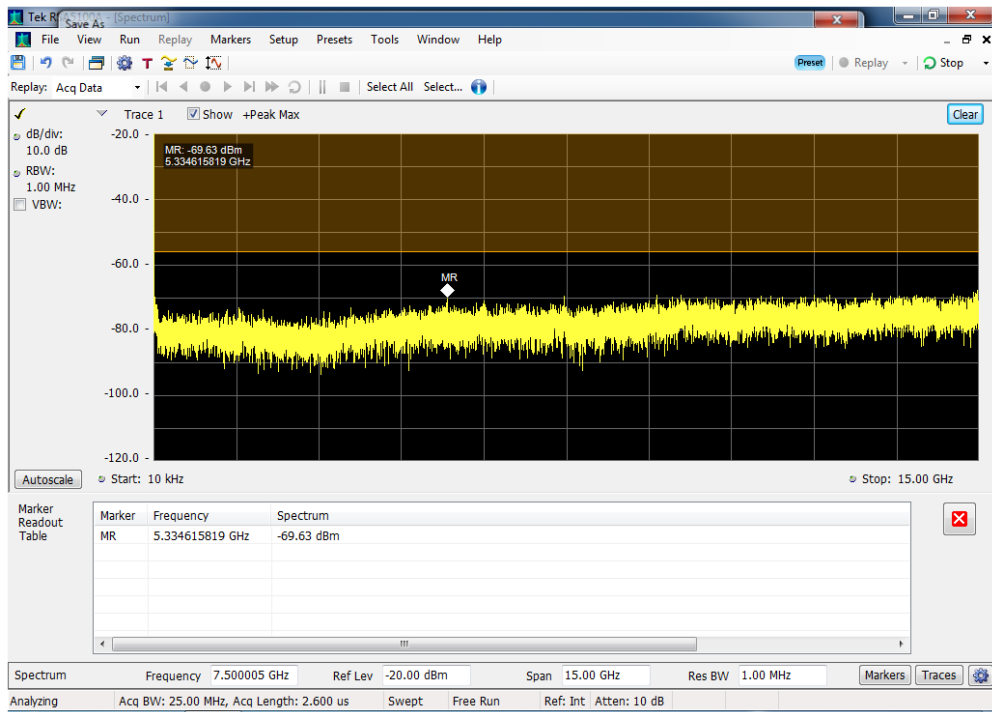 Tek RSA5100A - [Spectrum]
Save As
File View Run Replay Markers Setup Presets Tools Window Help
Preset Replay Stop
Replay: Acq Data Select All Select...
Trace 1 Show +Peak Max Clear
dB/div:
10.0 dB
RBW:
1.00 MHz
VBW:
-20.0
-40.0
-60.0
-80.0
-100.0
-120.0
MR: -69.63 dBm
5.334615819 GHz
MR
Autoscale Start: 10 kHz Stop: 15.00 GHz
Marker
Readout
Table
Marker Frequency Spectrum
MR 5.334615819 GHz -69.63 dBm
Spectrum Frequency 7.500005 GHz Ref Lev -20.00 dBm Span 15.00 GHz Res BW 1.00 MHz Markers Traces
Analyzing Acq BW: 25.00 MHz, Acq Length: 2.600 us Swept Free Run Ref: Int Atten: 10 dB